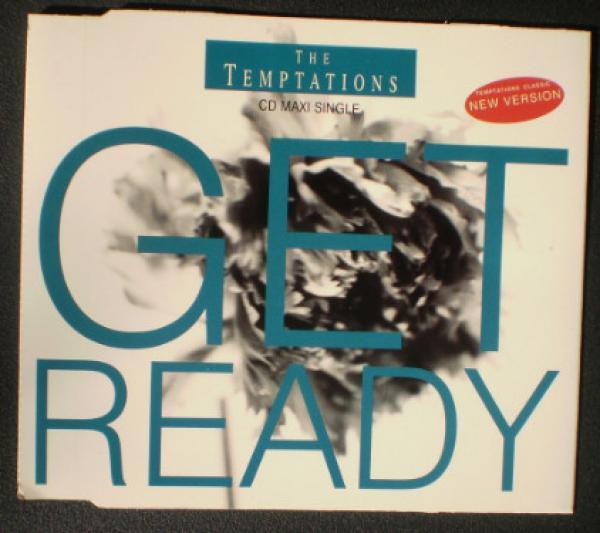 THE
TEMPTATIONS
CD MAXI SINGLE
TEMPTATIONS CLASSIC
NEW VERSION
GET
READY